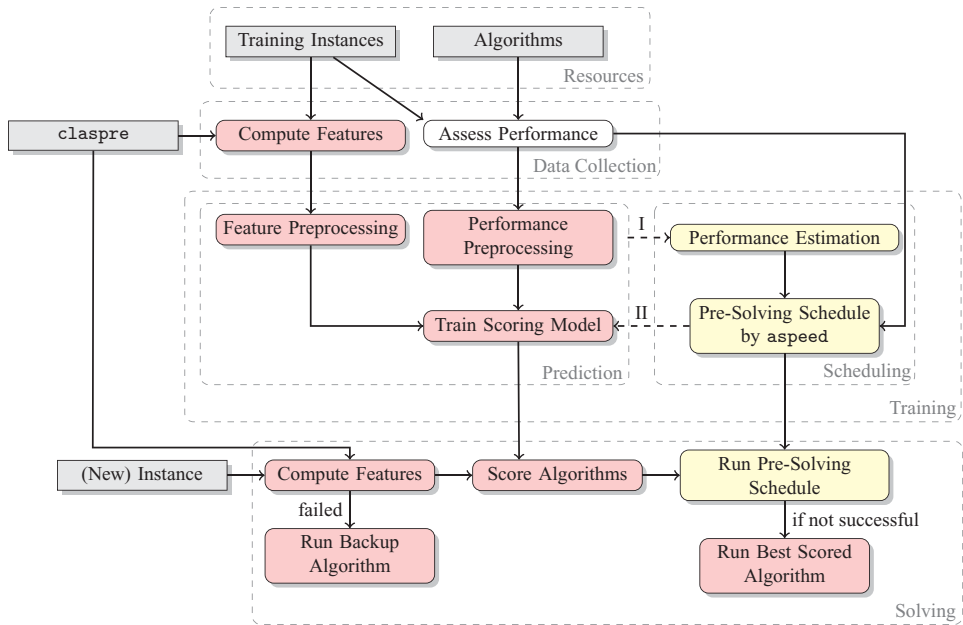 Training Instances
Algorithms
Resources
claspre
Compute Features
Assess Performance
Data Collection
Feature Preprocessing
Performance
Preprocessing
I
Performance Estimation
Train Scoring Model
II
Pre-Solving Schedule
by aspeed
Prediction
Scheduling
Training
(New) Instance
Compute Features
Score Algorithms
Run Pre-Solving
Schedule
failed
if not successful
Run Backup
Algorithm
Run Best Scored
Algorithm
Solving